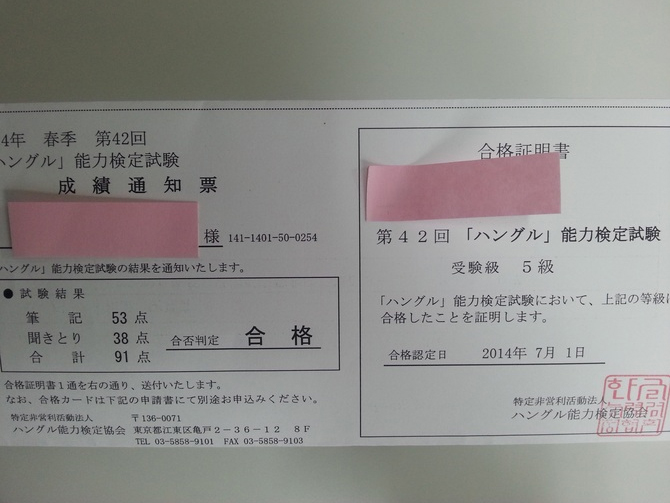 4年 春季 第42回
ハングル」能力検定試験
成績通知票
様 141-1401-50-0254
ハングル」能力検定試験の結果を通知いたします。
●試験結果
筆記 53 点
聞きとり 38 点
合計 91 点
合否判定 合格
合格証明書1通を右の通り、送付いたします。
なお、合格カードは下記の申請書にて別途お申込みください。
特定非営利活動法人 〒136-0071
ハングル能力検定協会 東京都江東区亀戸2-36-12 8F
TEL 03-5858-9101 FAX 03-5858-9103
合格証明書
第42回「ハングル」能力検定試験
受験級 5級
「ハングル」能力検定試験において、上記の等級に
合格したことを証明します。
合格認定日 2014年 7月 1日
特定非営利活動法人
ハングル能力検定協会